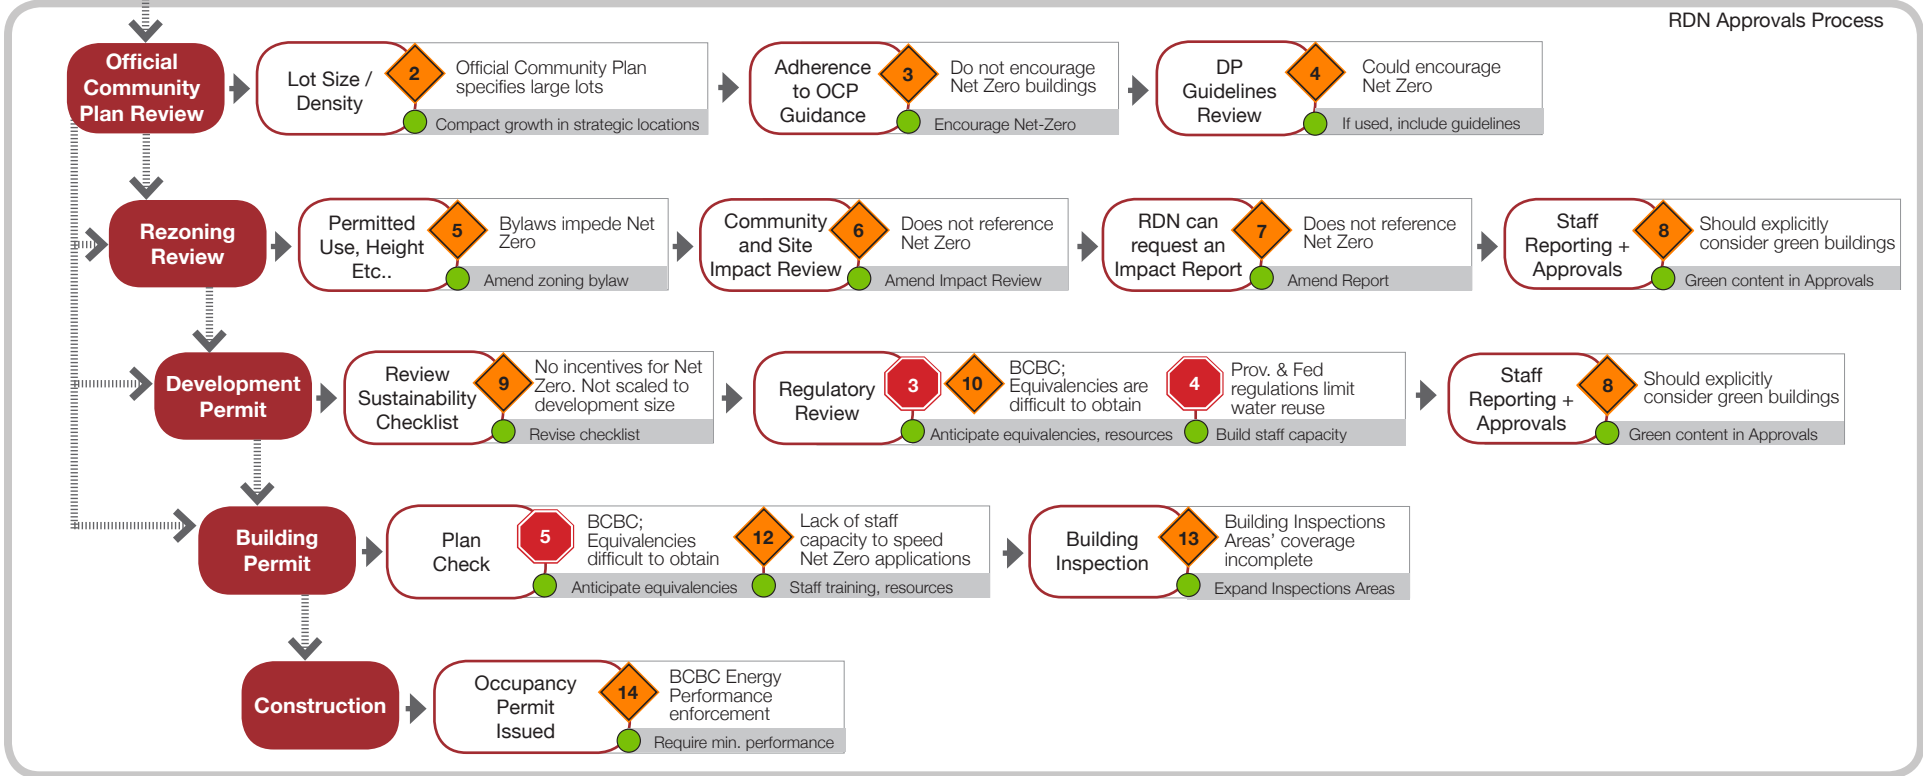 RDN Approvals Process
Official
Community
Plan Review
Lot Size /
Density
2
Official Community Plan
specifies large lots
Compact growth in strategic locations
Adherence
to OCP
Guidance
3
Do not encourage
Net Zero buildings
Encourage Net-Zero
DP
Guidelines
Review
4
Could encourage
Net Zero
If used, include guidelines
Rezoning
Review
Permitted
Use, Height
Etc..
5
Bylaws impede Net
Zero
Amend zoning bylaw
Community
and Site
Impact Review
6
Does not reference
Net Zero
Amend Impact Review
RDN can
request an
Impact Report
7
Does not reference
Net Zero
Amend Report
Staff
Reporting +
Approvals
8
Should explicitly
consider green buildings
Green content in Approvals
Development
Permit
Review
Sustainability
Checklist
9
No incentives for Net
Zero. Not scaled to
development size
Revise checklist
Regulatory
Review
3
10
BCBC;
Equivalencies are
difficult to obtain
Anticipate equivalencies, resources
4
Prov. & Fed
regulations limit
water reuse
Build staff capacity
Staff
Reporting +
Approvals
8
Should explicitly
consider green buildings
Green content in Approvals
Building
Permit
Plan
Check
5
BCBC;
Equivalencies
difficult to obtain
Anticipate equivalencies
12
Lack of staff
capacity to speed
Net Zero applications
Staff training, resources
Building
Inspection
13
Building Inspections
Areas' coverage
incomplete
Expand Inspections Areas
Construction
Occupancy
Permit
Issued
14
BCBC Energy
Performance
enforcement
Require min. performance